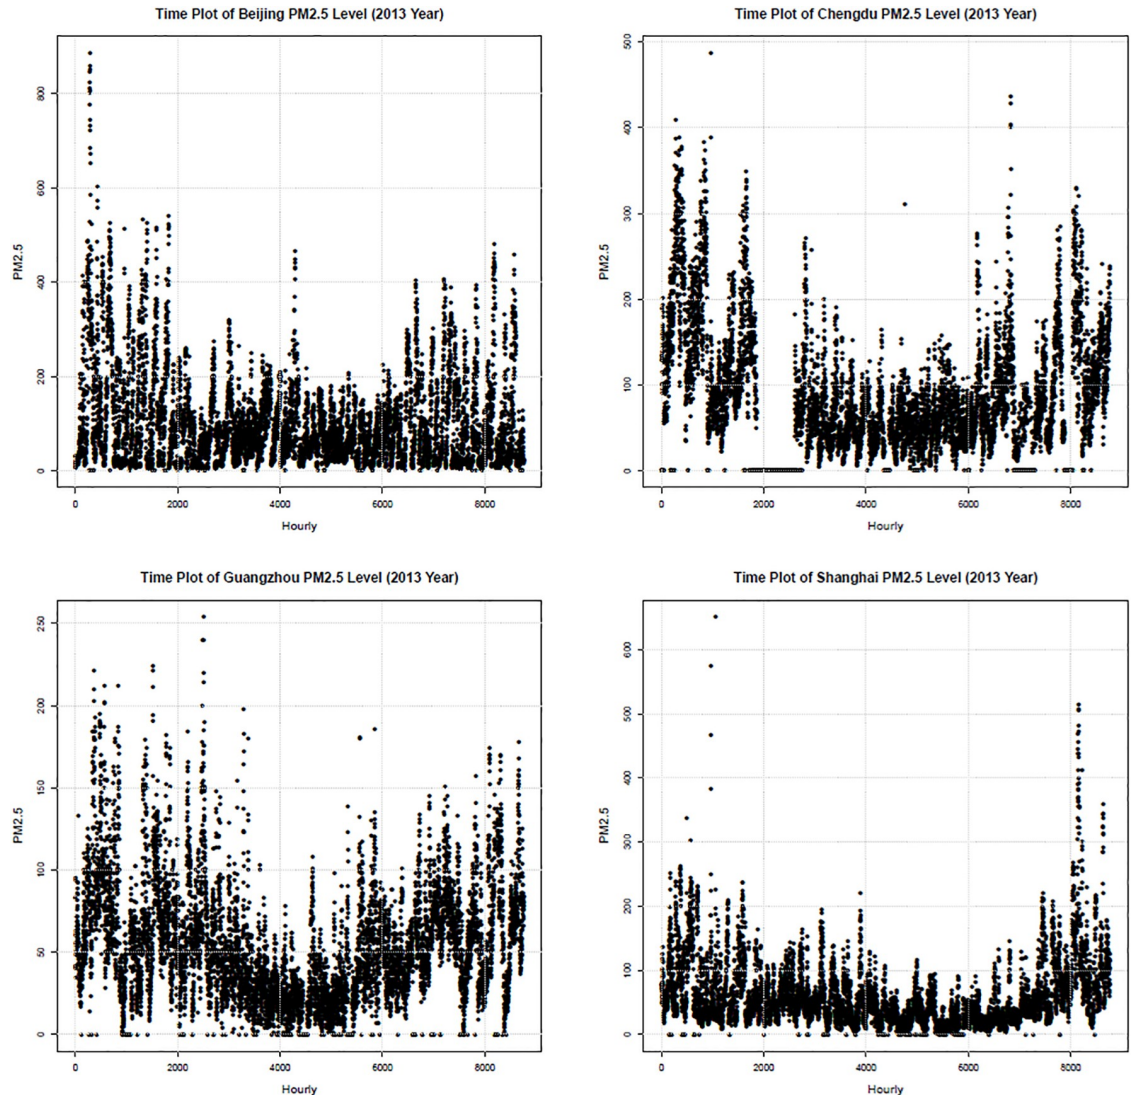 Time Plot of Beijing PM2.5 Level (2013 Year)
PM2.5
800
600
400
200
0
0 2000 4000 6000 8000
Hourly
Time Plot of Chengdu PM2.5 Level (2013 Year)
PM2.5
500
400
300
200
100
0
0 2000 4000 6000 8000
Hourly
Time Plot of Guangzhou PM2.5 Level (2013 Year)
PM2.5
250
200
150
100
50
0
0 2000 4000 6000 8000
Hourly
Time Plot of Shanghai PM2.5 Level (2013 Year)
PM2.5
600
500
400
300
200
100
0
0 2000 4000 6000 8000
Hourly